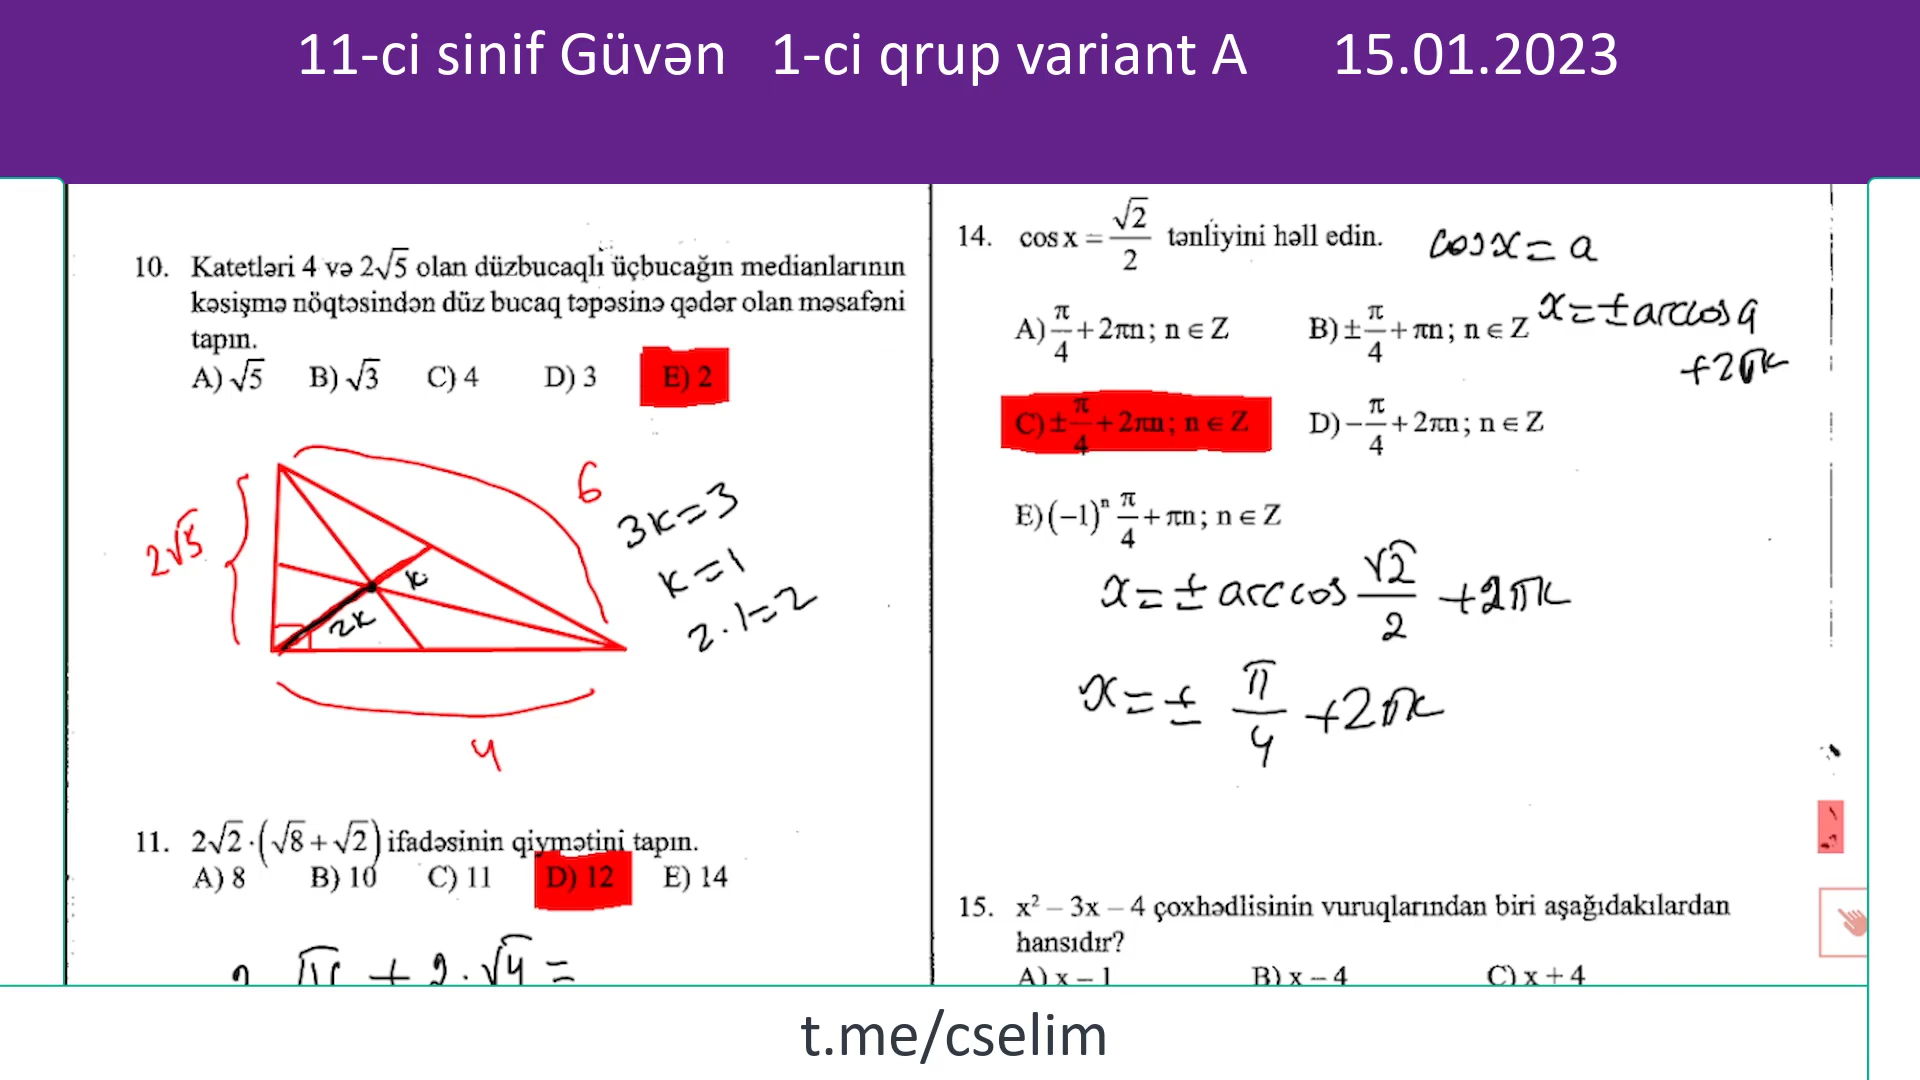 11-ci sinif Güvən 1-ci qrup variant A 15.01.2023
10. Katetləri 4 və 2√5 olan düzbucaqlı üçbucağın medianlarının
kəsişmə nöqtəsindən düz bucaq təpəsinə qədər olan məsafəni
tapın.
A) √5 B) √3 C) 4 D) 3 E) 2
6
2√5
3k=3
k=1
2·1=2
k
2k
4
11. 2√2·(√8+√2) ifadəsinin qiymətini tapın.
A) 8 B) 10 C) 11 D) 12 E) 14
+ 2·√4 =
14. cos x = √2/2 tənliyini həll edin.
cosx=a
x=±arccos a
+2πk
A) π/4+2πn; n∈Z B) ±π/4+πn; n∈Z
C) ±π/4+2πn; n∈Z D) −π/4+2πn; n∈Z
E) (−1)ⁿ π/4+πn; n∈Z
x=± arccos √2/2 +2πk
x=± π/4 +2πk
15. x² – 3x – 4 çoxhədlisinin vuruqlarından biri aşağıdakılardan
hansıdır?
A) x – 1 B) x – 4 C) x + 4
t.me/cselim